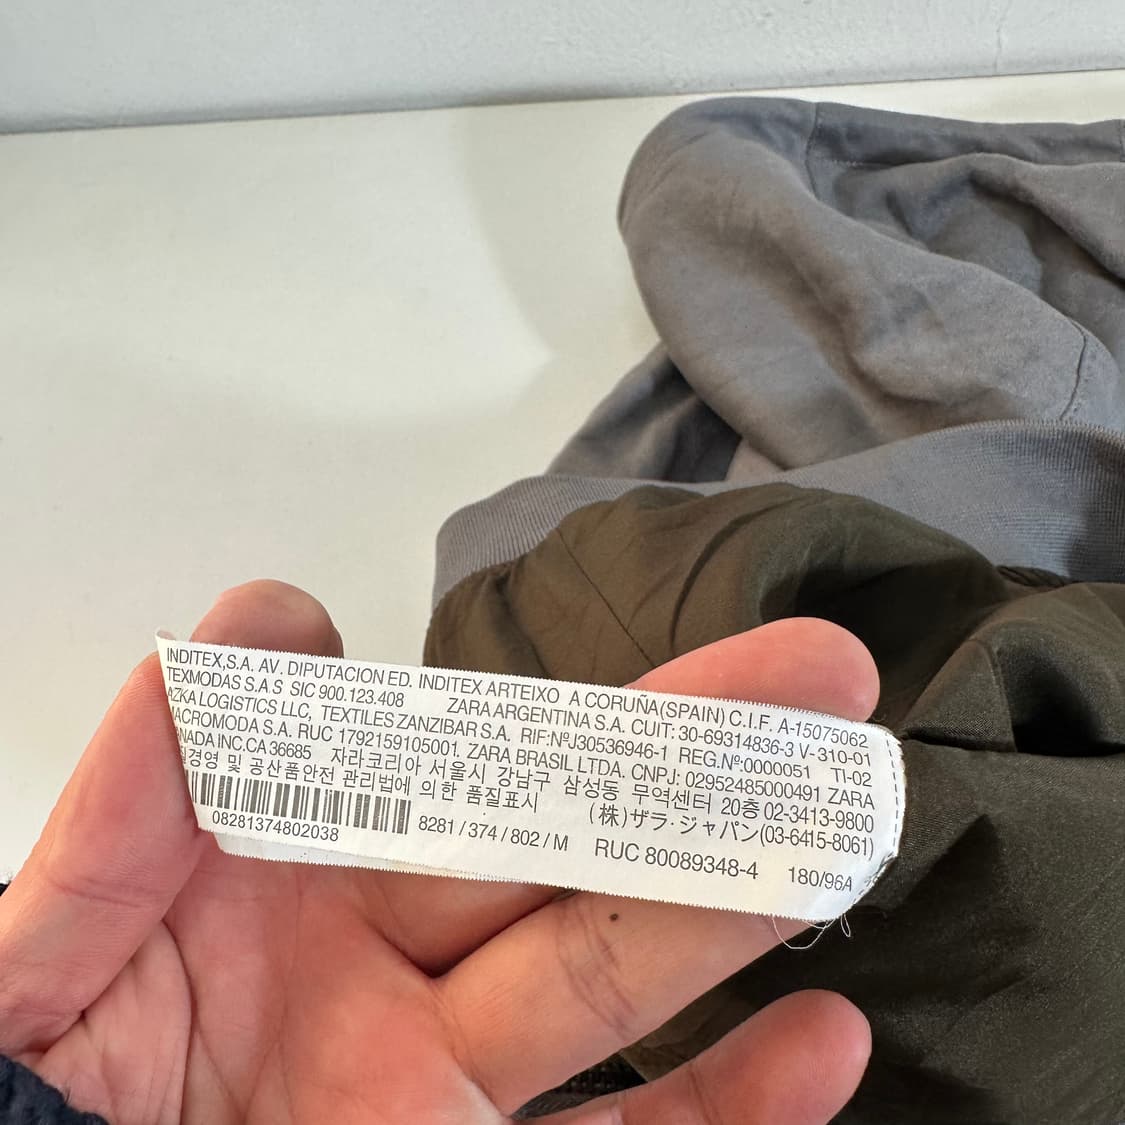 INDITEX,S.A. AV. DIPUTACION ED. INDITEX ARTEIXO A CORUÑA(SPAIN) C.I.F. A-15075062
TEXMODAS S.A.S SIC 900.123.408 ZARA ARGENTINA S.A. CUIT: 30-69314836-3 V-310-01
AZKA LOGISTICS LLC, TEXTILES ZANZIBAR S.A. RIF:NºJ30536946-1 REG.Nº:0000051 TI-02
MACROMODA S.A. RUC 1792159105001. ZARA BRASIL LTDA. CNPJ: 02952485000491 ZARA
INC.CA 36685 자라코리아 서울시 강남구 삼성동 무역센터 20층 02-3413-9800
및 공산품안전 관리법에 의한 품질표시 (株)ザラ・ジャパン(03-6415-8061)
08281374802038 8281 / 374 / 802 / M RUC 80089348-4 180/96A